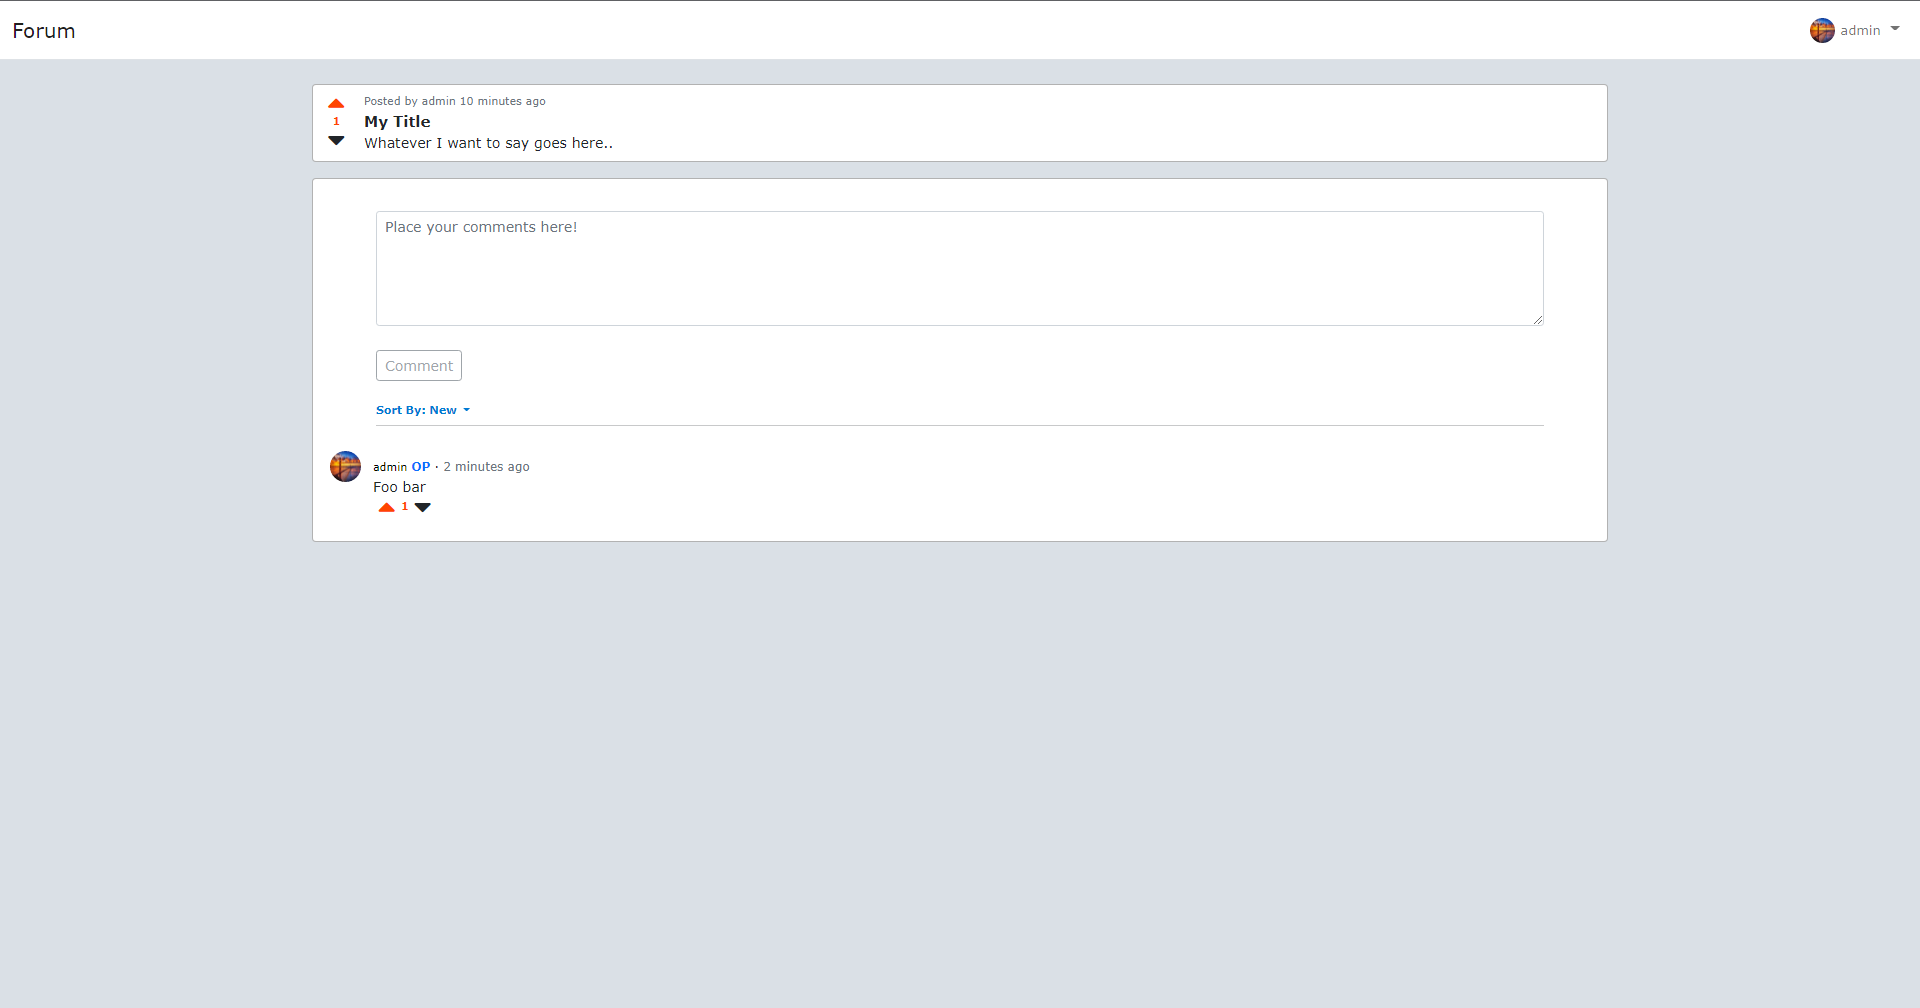 Forum
admin
Posted by admin 10 minutes ago
1
My Title
Whatever I want to say goes here..
Place your comments here!
Comment
Sort By: New
admin OP · 2 minutes ago
Foo bar
1